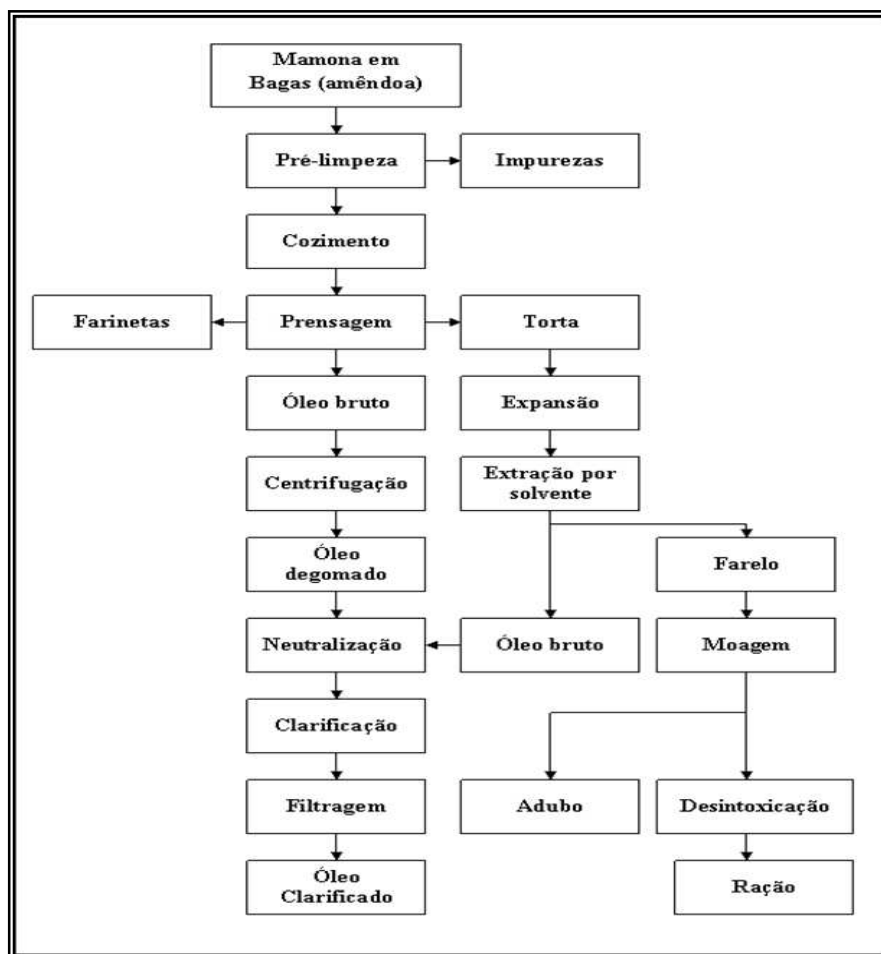 Mamona em
Bagas (amêndoa)
Pré-limpeza
Impurezas
Cozimento
Farinetas
Prensagem
Torta
Óleo bruto
Expansão
Centrifugação
Extração por
solvente
Óleo
degomado
Farelo
Neutralização
Óleo bruto
Moagem
Clarificação
Filtragem
Adubo
Desintoxicação
Óleo
Clarificado
Ração